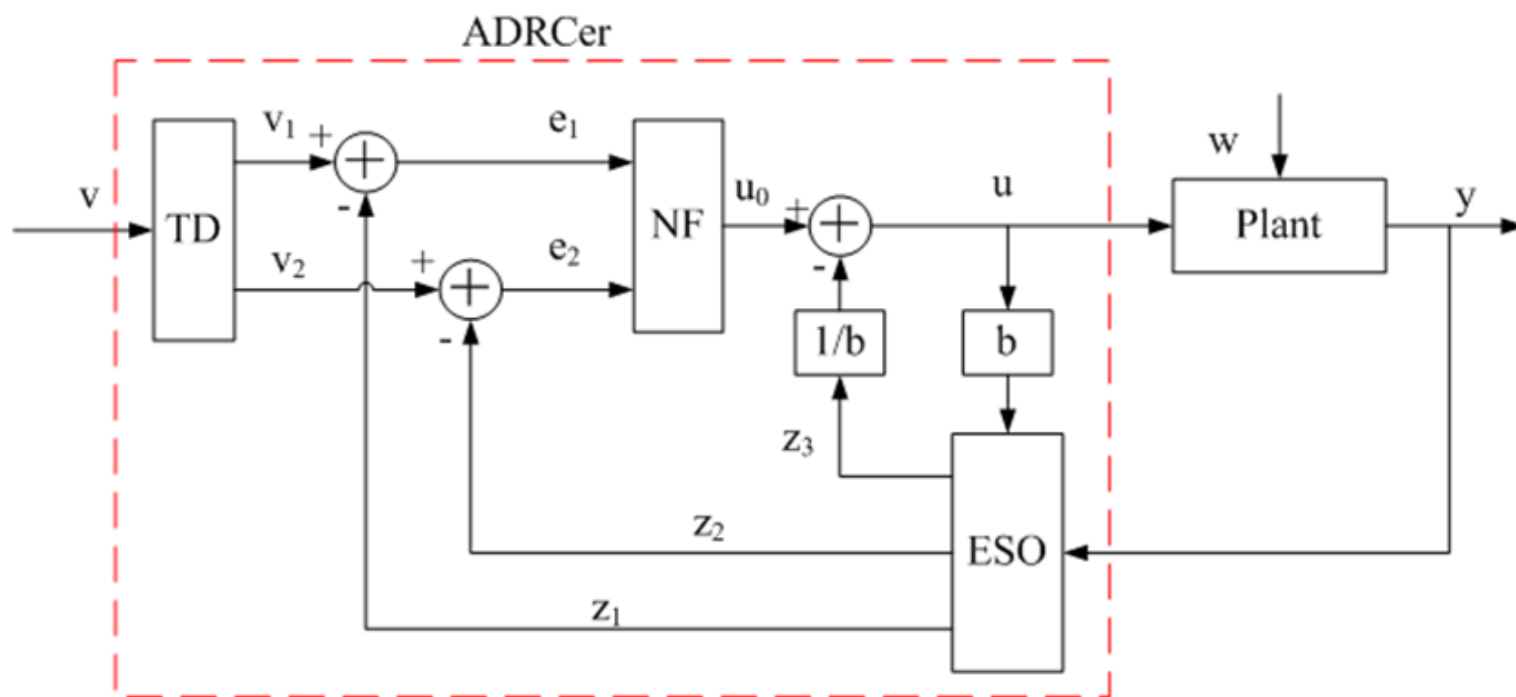 ADRCer
v
TD
v₁
+
-
+
e₁
v₂
+
-
+
e₂
NF
u₀
+
-
+
u
w
Plant
y
1/b
b
z₃
z₂
z₁
ESO